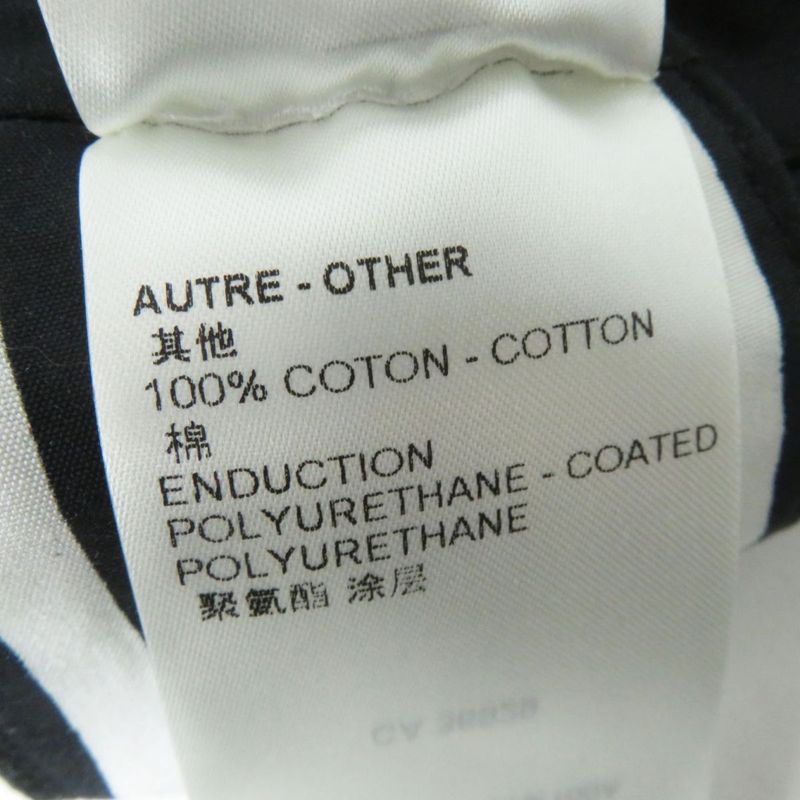 AUTRE - OTHER
其他
100% COTON - COTTON
棉
ENDUCTION
POLYURETHANE - COATED
POLYURETHANE
聚氨酯 涂层